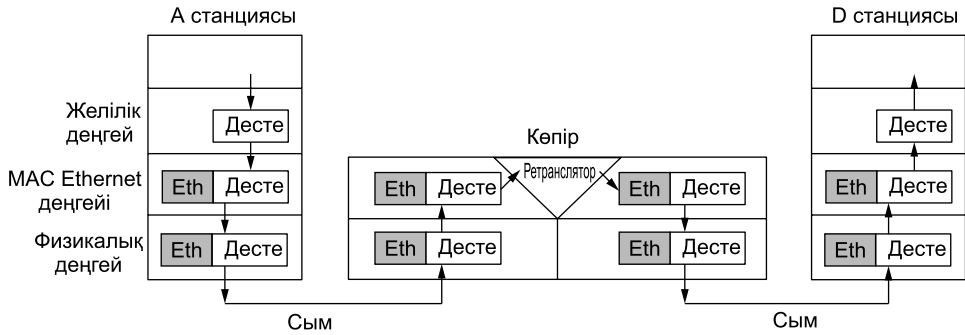 А станциясы
D станциясы
Желілік
деңгей
Десте
Десте
Көпір
Ретранслятор
MAC Ethernet
деңгейі
Eth Десте
Eth Десте
Eth Десте
Eth Десте
Физикалық
деңгей
Eth Десте
Eth Десте
Eth Десте
Eth Десте
Сым
Сым